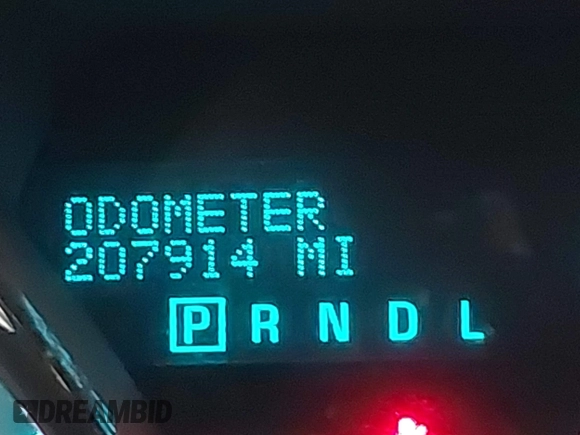 ODOMETER
207914 MI
P R N D L
DREAMBID